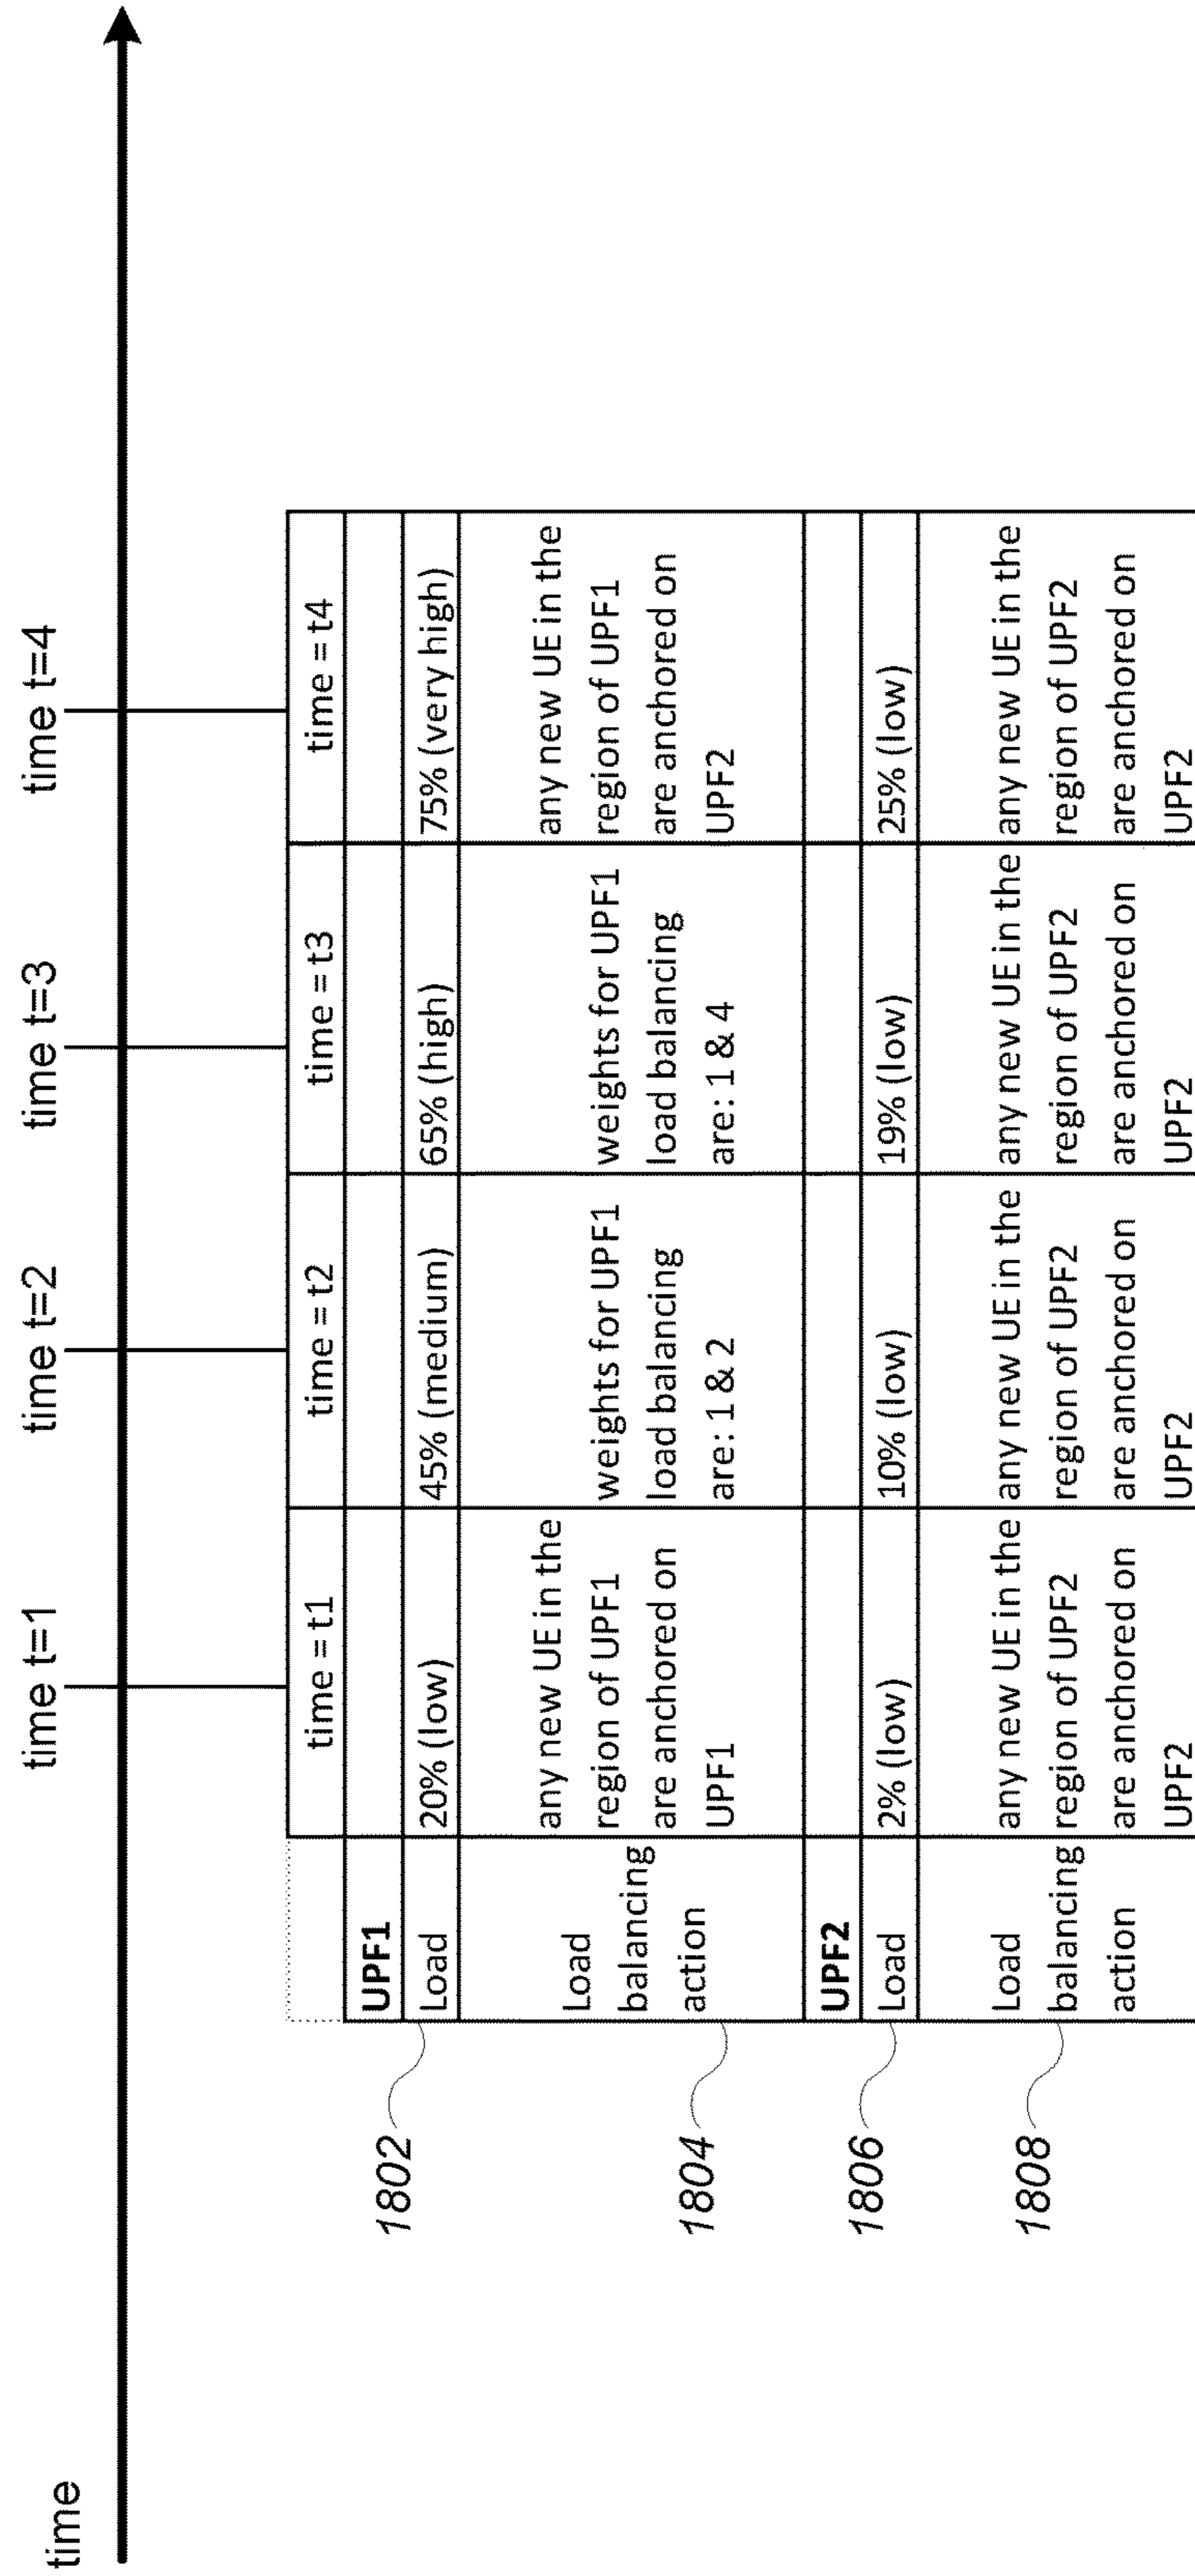 time
time t=1
time t=2
time t=3
time t=4
time = t1
time = t2
time = t3
time = t4
UPF1
1802
Load
20% (low)
45% (medium)
65% (high)
75% (very high)
1804
Load
balancing
action
any new UE in the
region of UPF1
are anchored on
UPF1
weights for UPF1
load balancing
are: 1 & 2
weights for UPF1
load balancing
are: 1 & 4
any new UE in the
region of UPF1
are anchored on
UPF2
UPF2
1806
Load
2% (low)
10% (low)
19% (low)
25% (low)
1808
Load
balancing
action
any new UE in the
region of UPF2
are anchored on
UPF2
any new UE in the
region of UPF2
are anchored on
UPF2
any new UE in the
region of UPF2
are anchored on
UPF2
any new UE in the
region of UPF2
are anchored on
UPF2